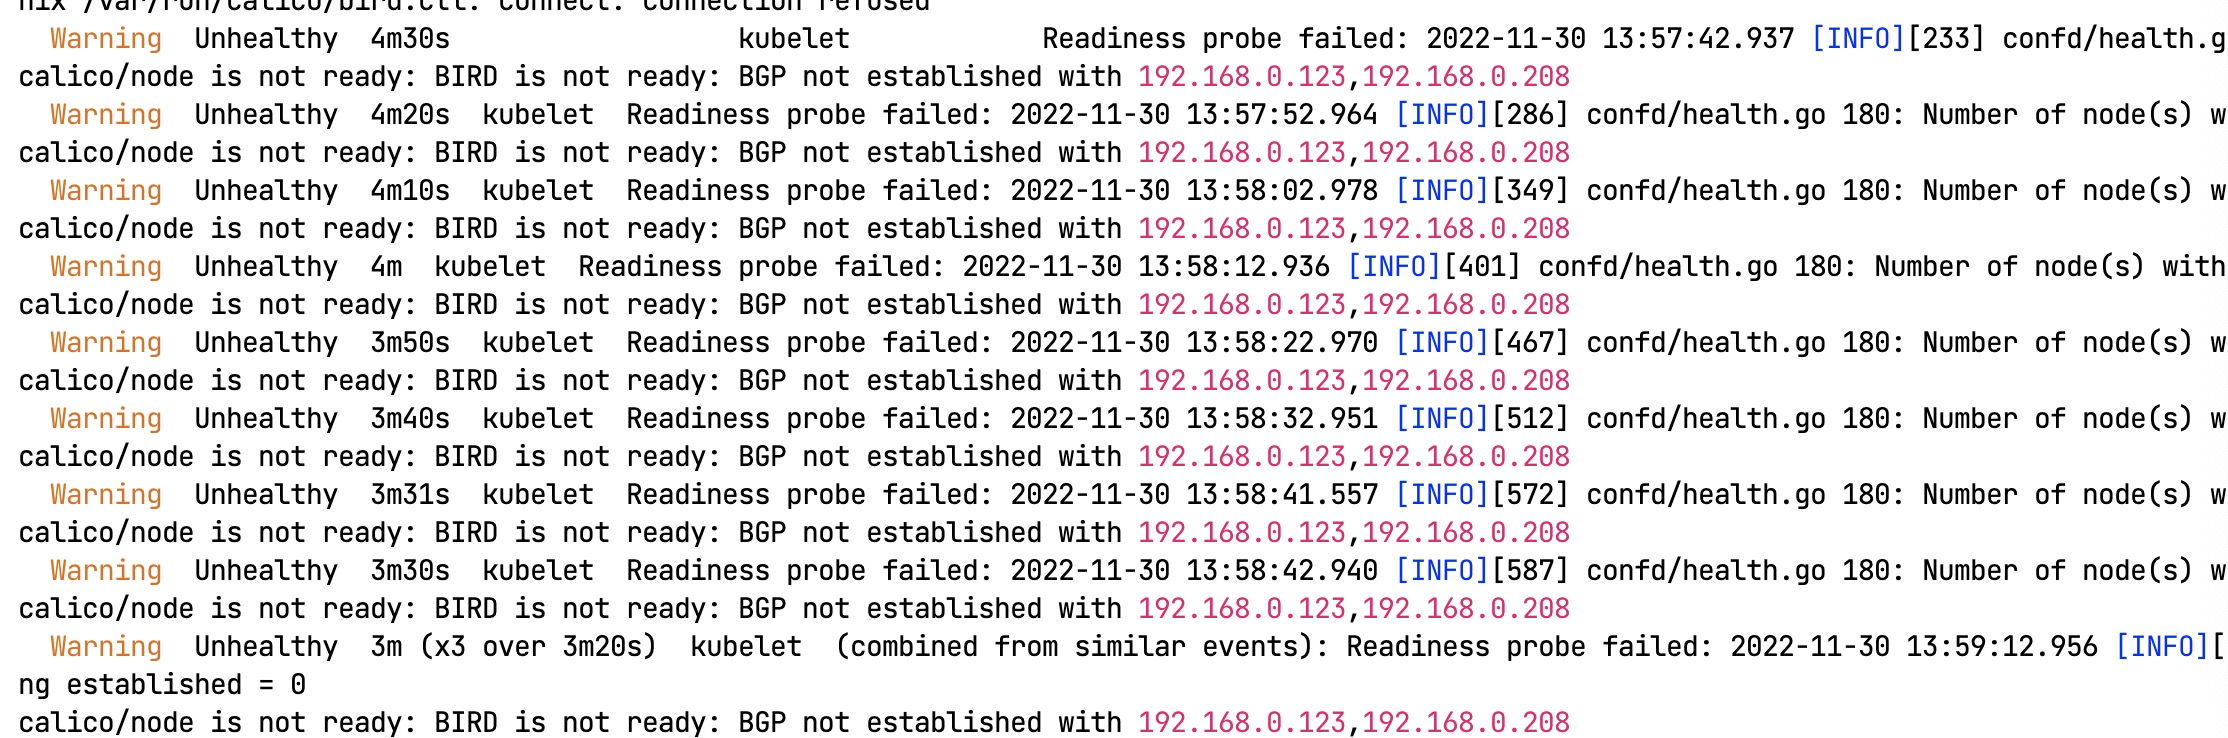 nix /var/run/calico/bird.ctl: connect: connection refused
Warning Unhealthy 4m30s kubelet Readiness probe failed: 2022-11-30 13:57:42.937 [INFO][233] confd/health.g
calico/node is not ready: BIRD is not ready: BGP not established with 192.168.0.123,192.168.0.208
Warning Unhealthy 4m20s kubelet Readiness probe failed: 2022-11-30 13:57:52.964 [INFO][286] confd/health.go 180: Number of node(s) w
calico/node is not ready: BIRD is not ready: BGP not established with 192.168.0.123,192.168.0.208
Warning Unhealthy 4m10s kubelet Readiness probe failed: 2022-11-30 13:58:02.978 [INFO][349] confd/health.go 180: Number of node(s) w
calico/node is not ready: BIRD is not ready: BGP not established with 192.168.0.123,192.168.0.208
Warning Unhealthy 4m kubelet Readiness probe failed: 2022-11-30 13:58:12.936 [INFO][401] confd/health.go 180: Number of node(s) with
calico/node is not ready: BIRD is not ready: BGP not established with 192.168.0.123,192.168.0.208
Warning Unhealthy 3m50s kubelet Readiness probe failed: 2022-11-30 13:58:22.970 [INFO][467] confd/health.go 180: Number of node(s) w
calico/node is not ready: BIRD is not ready: BGP not established with 192.168.0.123,192.168.0.208
Warning Unhealthy 3m40s kubelet Readiness probe failed: 2022-11-30 13:58:32.951 [INFO][512] confd/health.go 180: Number of node(s) w
calico/node is not ready: BIRD is not ready: BGP not established with 192.168.0.123,192.168.0.208
Warning Unhealthy 3m31s kubelet Readiness probe failed: 2022-11-30 13:58:41.557 [INFO][572] confd/health.go 180: Number of node(s) w
calico/node is not ready: BIRD is not ready: BGP not established with 192.168.0.123,192.168.0.208
Warning Unhealthy 3m30s kubelet Readiness probe failed: 2022-11-30 13:58:42.940 [INFO][587] confd/health.go 180: Number of node(s) w
calico/node is not ready: BIRD is not ready: BGP not established with 192.168.0.123,192.168.0.208
Warning Unhealthy 3m (x3 over 3m20s) kubelet (combined from similar events): Readiness probe failed: 2022-11-30 13:59:12.956 [INFO][
ng established = 0
calico/node is not ready: BIRD is not ready: BGP not established with 192.168.0.123,192.168.0.208